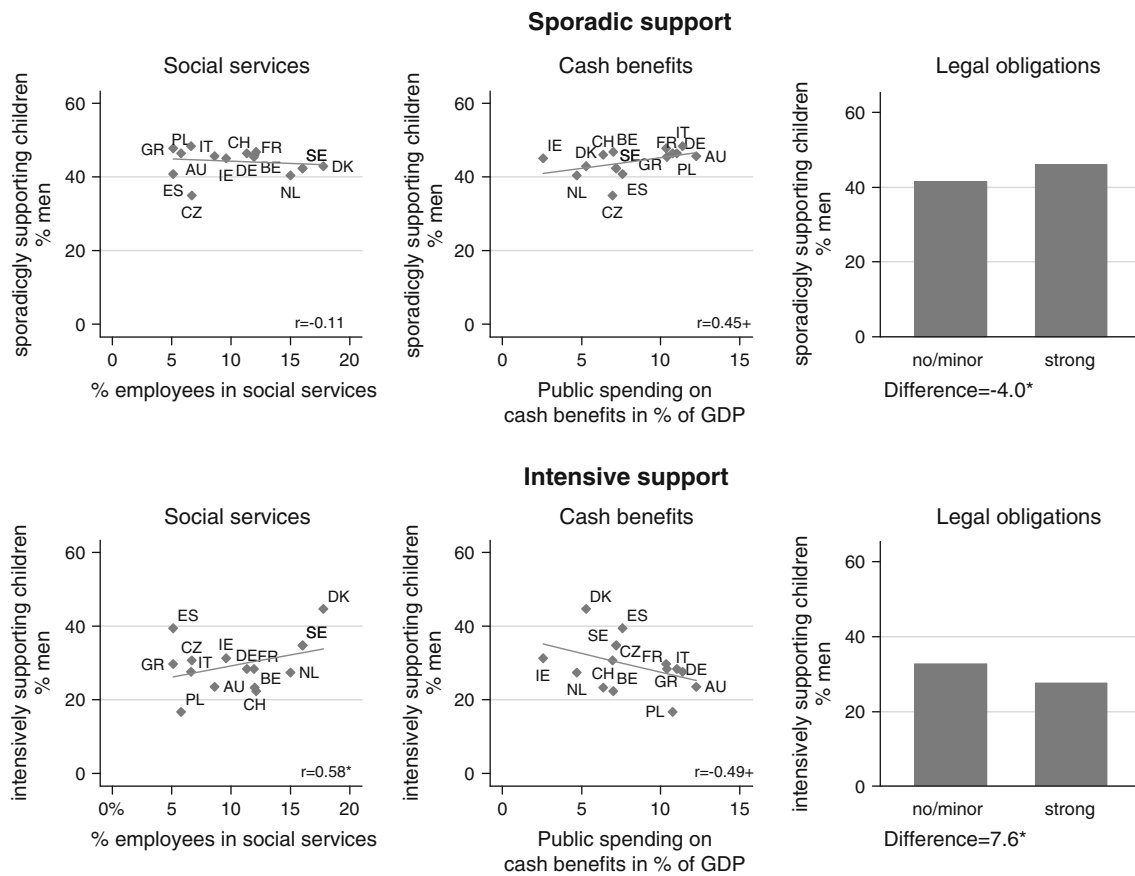 Sporadic support
Social services
sporadicgly supporting children
% men
60
40
20
0
PL
GR
IT
CH
FR
SE
DK
AU
IE
DE
BE
ES
NL
CZ
r=-0.11
0
5
10
15
20
% employees in social services
Cash benefits
sporadicgly supporting children
% men
60
40
20
0
IE
CH
BE
FR
IT
DE
DK
SE
GR
AU
NL
ES
PL
CZ
r=0.45+
0
5
10
15
Public spending on
cash benefits in % of GDP
Legal obligations
sporadicgly supporting children
% men
60
40
20
0
no/minor
strong
Difference=-4.0*
Intensive support
Social services
intensively supporting children
% men
60
40
20
0
DK
ES
SE
CZ
IE
GR
IT
DE
FR
AU
BE
NL
PL
CH
r=0.58*
0%
5
10
15
20
% employees in social services
Cash benefits
intensively supporting children
% men
60
40
20
0
DK
ES
SE
CZ
FR
IT
IE
CH
DE
NL
BE
GR
AU
PL
r=-0.49+
0
5
10
15
Public spending on
cash benefits in % of GDP
Legal obligations
intensively supporting children
% men
60
40
20
0
no/minor
strong
Difference=7.6*